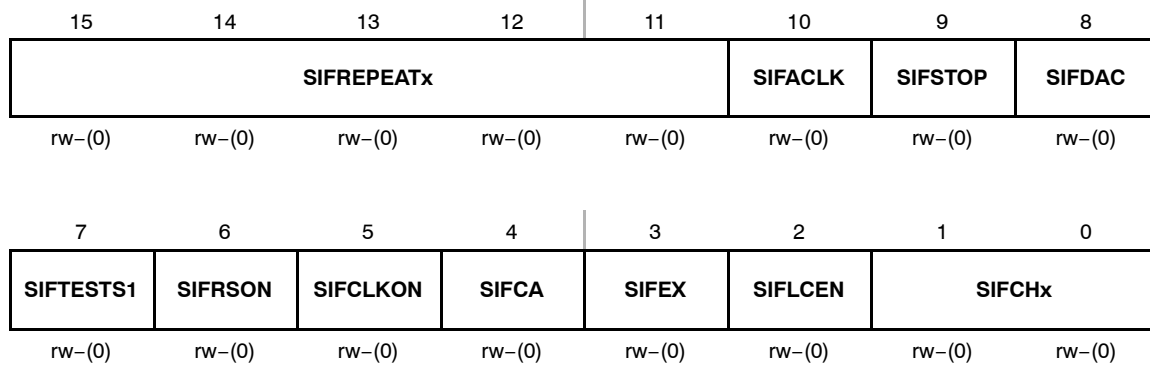 15 14 13 12 11 10 9 8
SIFREPEATx SIFACLK SIFSTOP SIFDAC
rw−(0) rw−(0) rw−(0) rw−(0) rw−(0) rw−(0) rw−(0) rw−(0)
7 6 5 4 3 2 1 0
SIFTESTS1 SIFRSON SIFCLKON SIFCA SIFEX SIFLCEN SIFCHx
rw−(0) rw−(0) rw−(0) rw−(0) rw−(0) rw−(0) rw−(0) rw−(0)